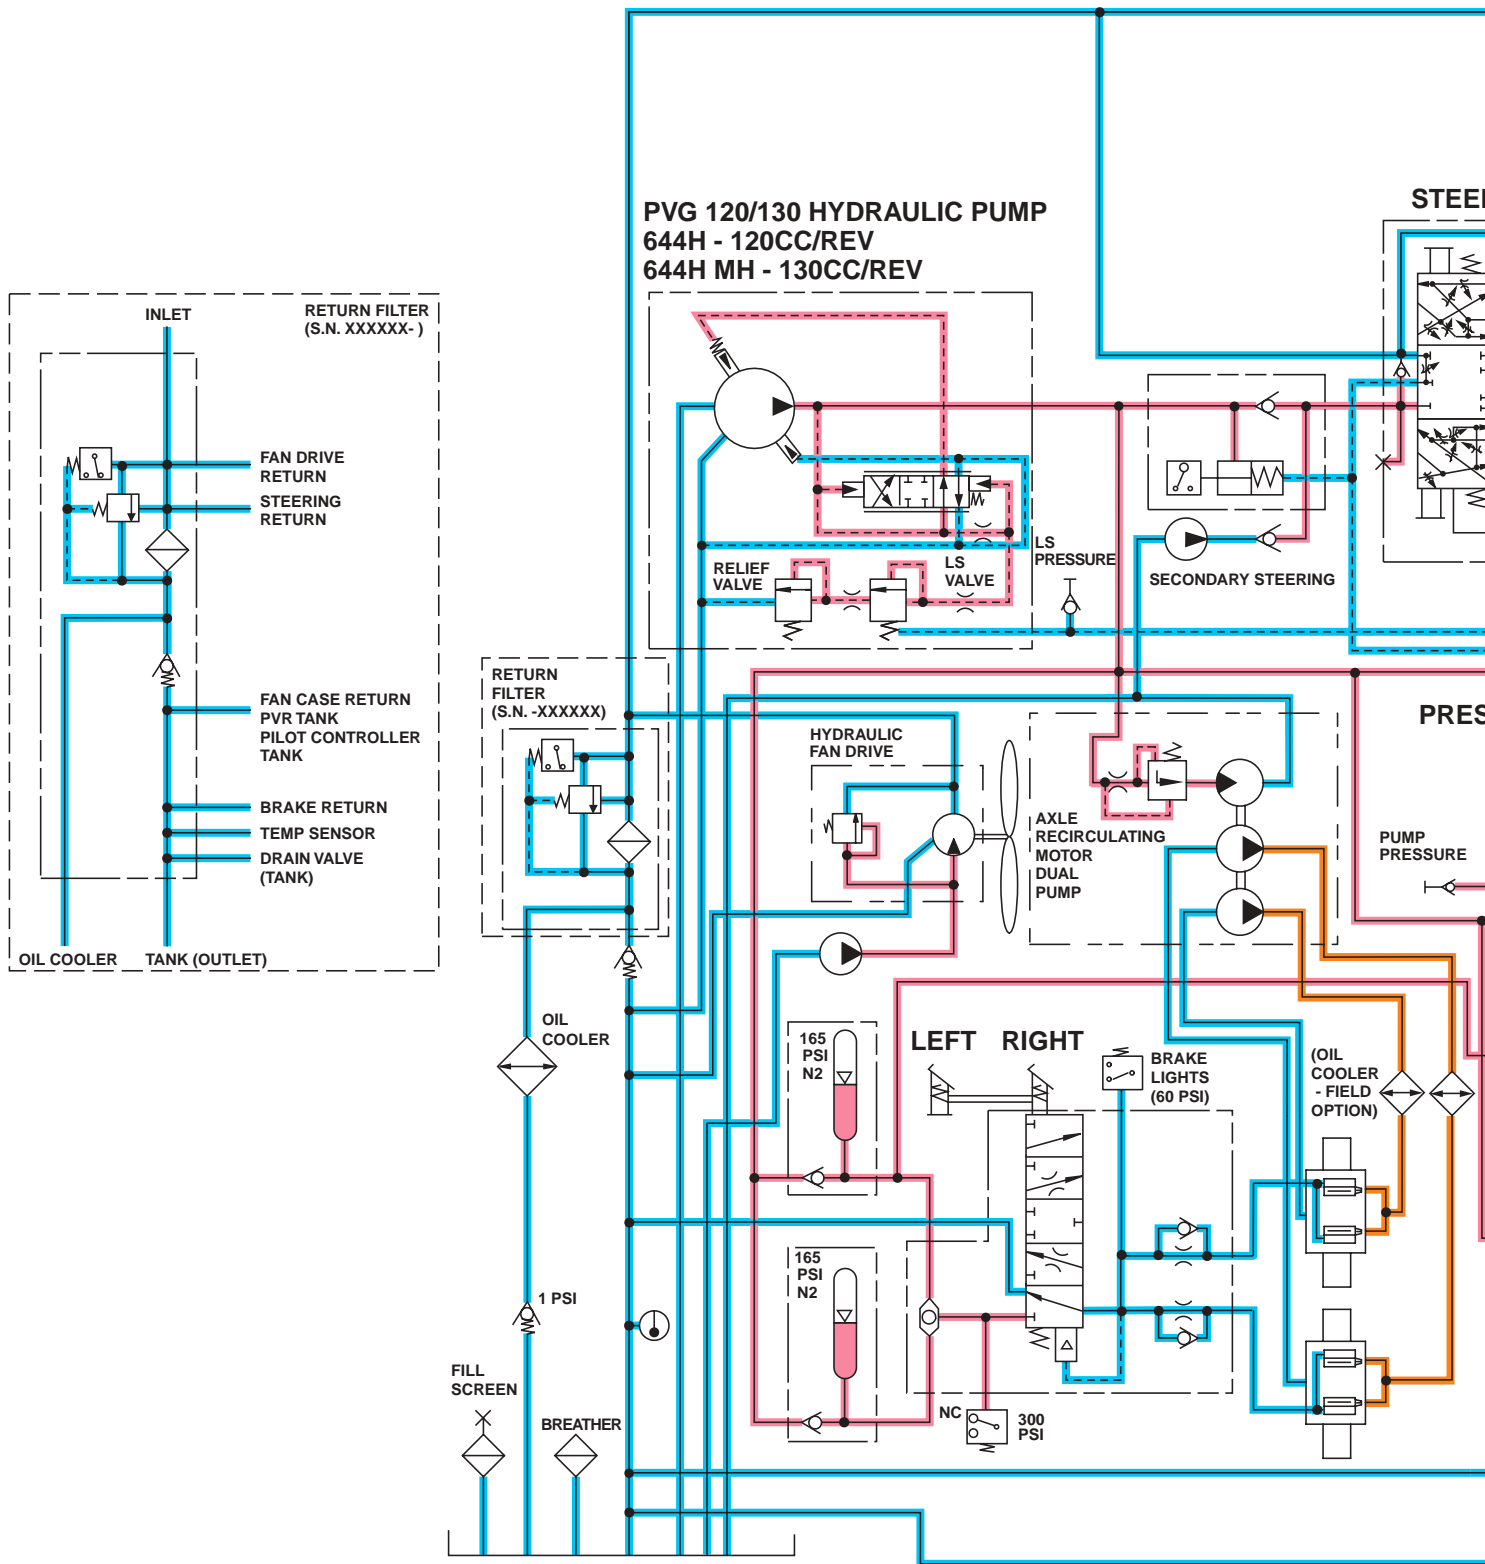 STEE
PVG 120/130 HYDRAULIC PUMP
644H - 120CC/REV
644H MH - 130CC/REV
INLET
RETURN FILTER
(S.N. XXXXXX- )
FAN DRIVE
RETURN
STEERING
RETURN
FAN CASE RETURN
PVR TANK
PILOT CONTROLLER
TANK
BRAKE RETURN
TEMP SENSOR
DRAIN VALVE
(TANK)
OIL COOLER
TANK (OUTLET)
RELIEF
VALVE
LS
VALVE
LS
PRESSURE
SECONDARY STEERING
RETURN
FILTER
(S.N. -XXXXXX)
HYDRAULIC
FAN DRIVE
PRES
AXLE
RECIRCULATING
MOTOR
DUAL
PUMP
PUMP
PRESSURE
OIL
COOLER
165
PSI
N2
LEFT
RIGHT
BRAKE
LIGHTS
(60 PSI)
(OIL
COOLER
- FIELD
OPTION)
165
PSI
N2
1 PSI
FILL
SCREEN
BREATHER
NC
300
PSI